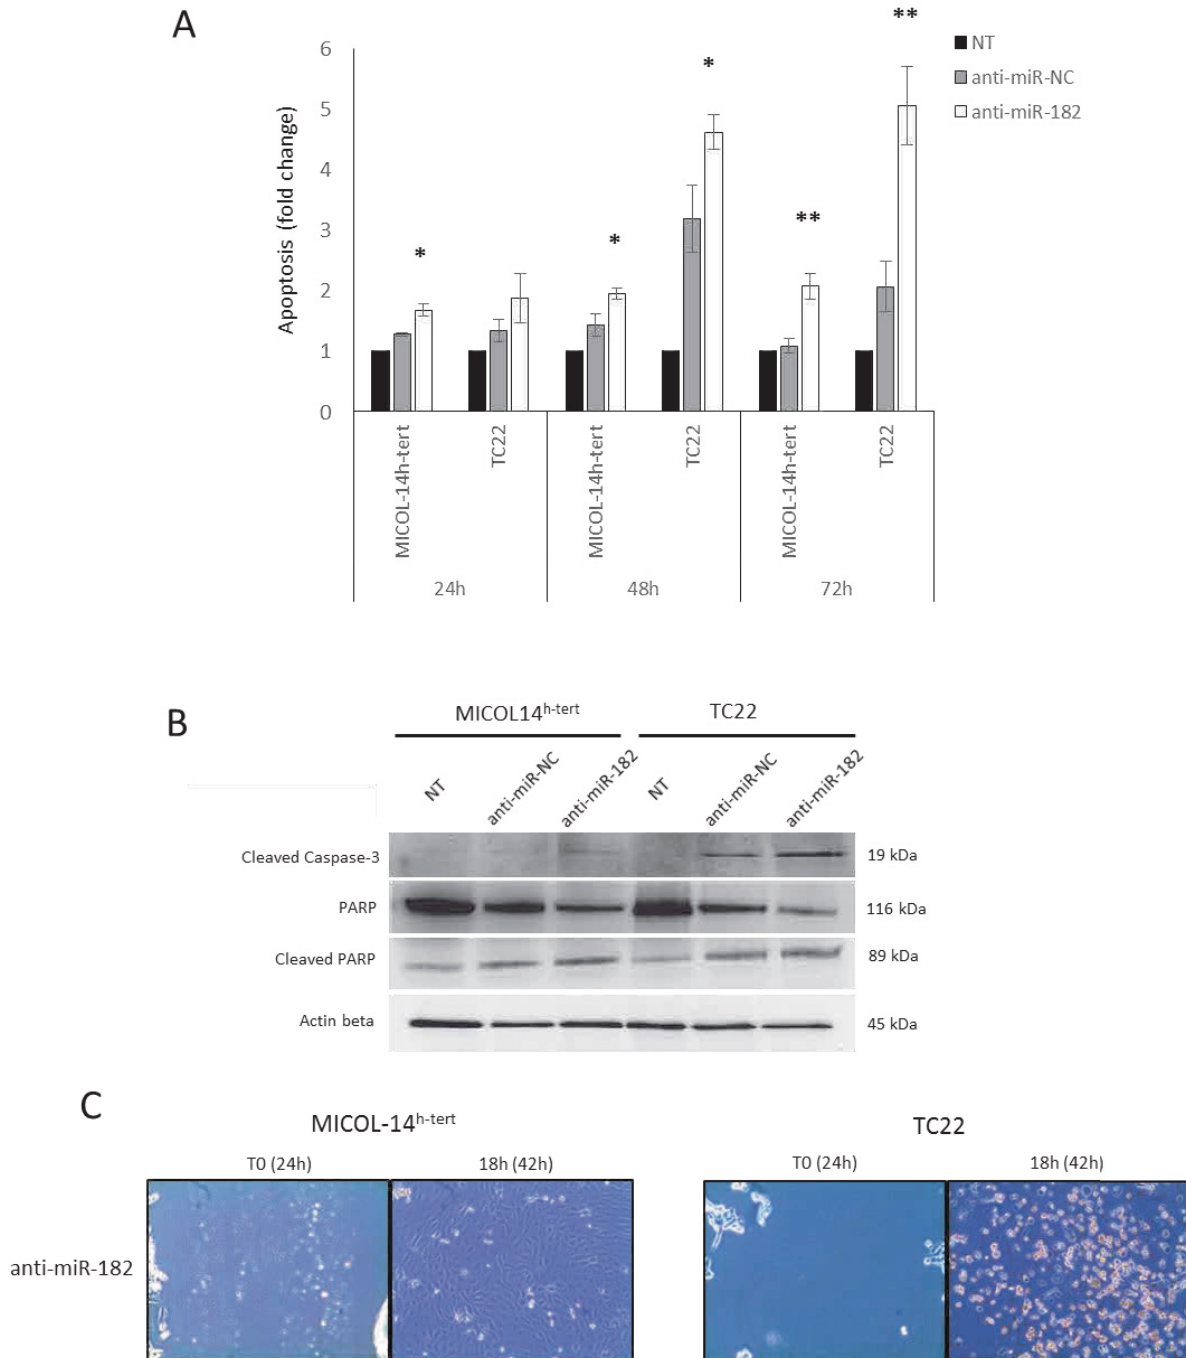 A
**
NT
anti-miR-NC
anti-miR-182
6
5
4
3
2
1
0
Apoptosis (fold change)
*
*
*
**
MICOL-14h-tert
TC22
MICOL-14h-tert
TC22
MICOL-14h-tert
TC22
24h
48h
72h
B
MICOL14h-tert
TC22
NT
anti-miR-NC
anti-miR-182
NT
anti-miR-NC
anti-miR-182
Cleaved Caspase-3
19 kDa
PARP
116 kDa
Cleaved PARP
89 kDa
Actin beta
45 kDa
C
MICOL-14h-tert
TC22
T0 (24h)
18h (42h)
T0 (24h)
18h (42h)
anti-miR-182